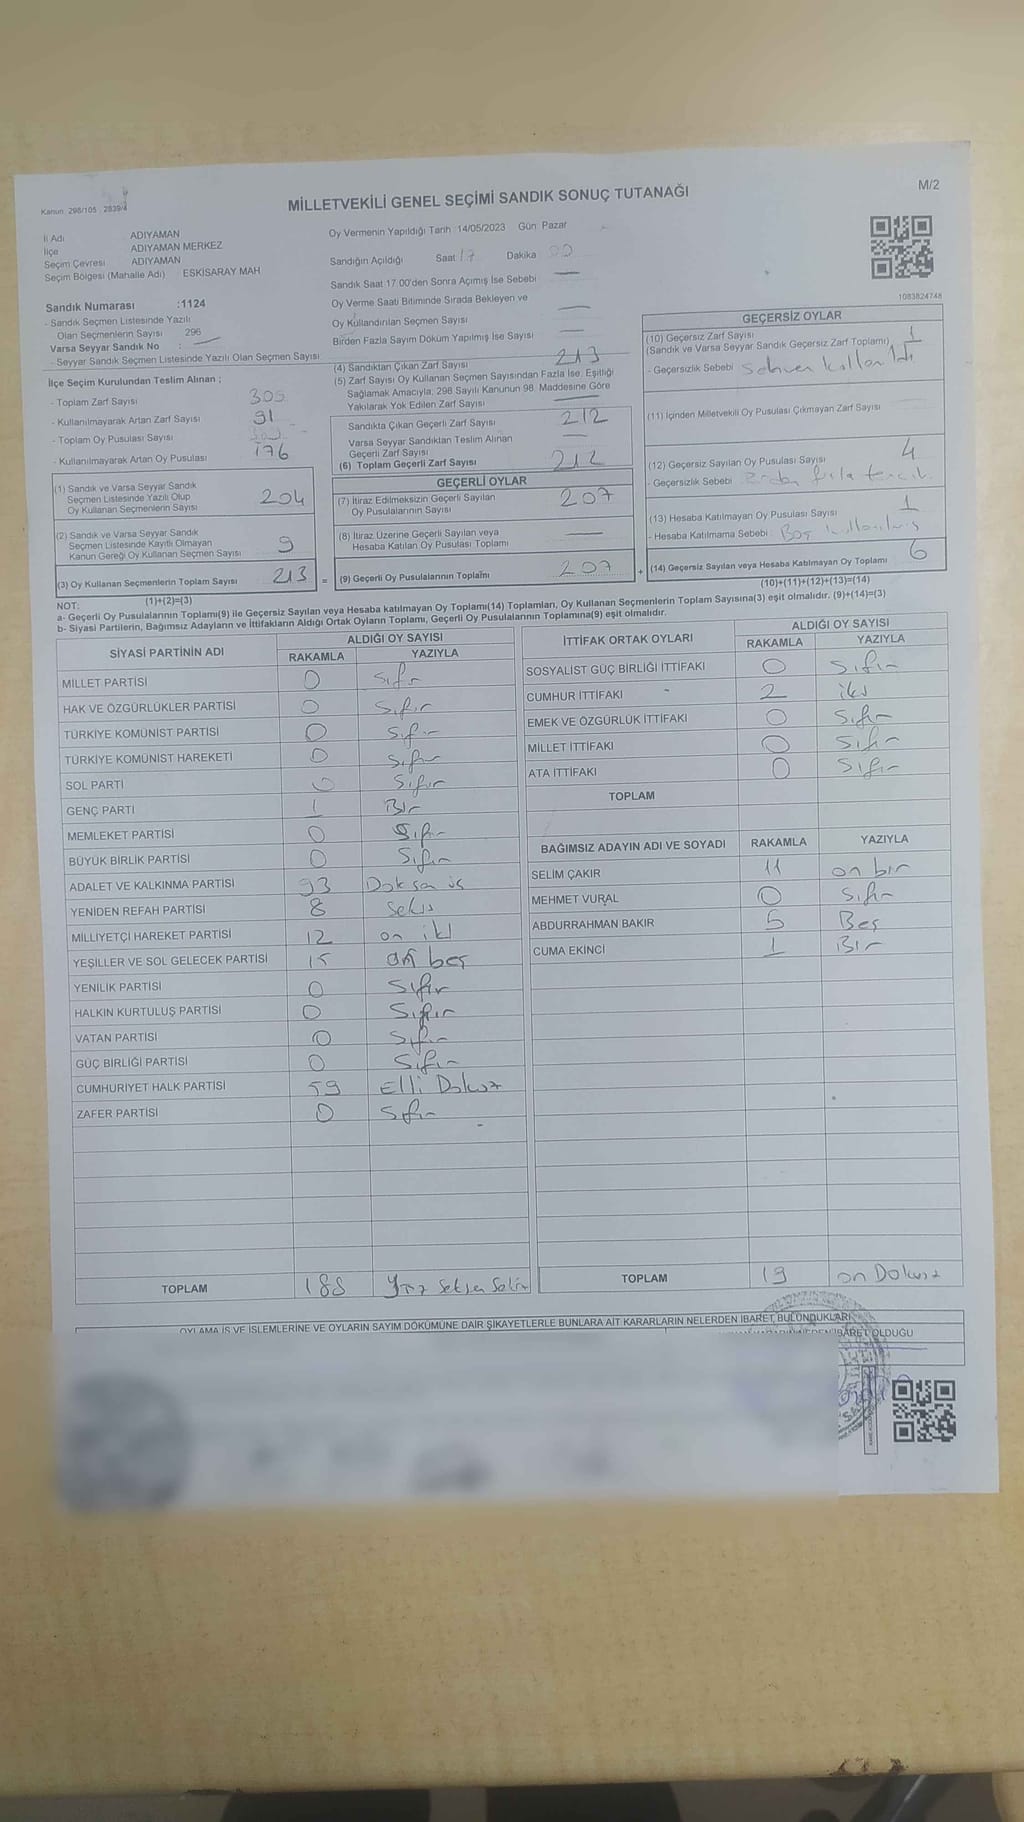 M/2
Kanun 298/105 , 2839/4
MİLLETVEKİLİ GENEL SEÇİMİ SANDIK SONUÇ TUTANAĞI
İl Adı ADIYAMAN
İlçe ADIYAMAN MERKEZ
Seçim Çevresi ADIYAMAN
Seçim Bölgesi (Mahalle Adı) ESKİSARAY MAH
Sandık Numarası :1124
- Sandık Seçmen Listesinde Yazılı
Olan Seçmenlerin Sayısı 296
Varsa Seyyar Sandık No :
- Seyyar Sandık Seçmen Listesinde Yazılı Olan Seçmen Sayısı
Oy Vermenin Yapıldığı Tarih :14/05/2023 Gün: Pazar
Sandığın Açıldığı Saat 17 Dakika 00
Sandık Saat 17.00'den Sonra Açımış İse Sebebi
Oy Verme Saati Bitiminde Sırada Bekleyen ve
Oy Kullandırılan Seçmen Sayısı
Birden Fazla Sayım Döküm Yapılmış İse Sayısı
1083824748
İlçe Seçim Kurulundan Teslim Alınan ;
- Toplam Zarf Sayısı
- Kullanılmayarak Artan Zarf Sayısı 91
- Toplam Oy Pusulası Sayısı
- Kullanılmayarak Artan Oy Pusulası 176
(1) Sandık ve Varsa Seyyar Sandık
Seçmen Listesinde Yazılı Olup
Oy Kullanan Seçmenlerin Sayısı 204
(2) Sandık ve Varsa Seyyar Sandık
Seçmen Listesinde Kayıtlı Olmayan
Kanun Gereği Oy Kullanan Seçmen Sayısı 9
(3) Oy Kullanan Seçmenlerin Toplam Sayısı 213 =
(1)+(2)=(3)
(4) Sandıktan Çıkan Zarf Sayısı 213
(5) Zarf Sayısı Oy Kullanan Seçmen Sayısından Fazla İse, Eşitliği
Sağlamak Amacıyla, 298 Sayılı Kanunun 98. Maddesine Göre
Yakılarak Yok Edilen Zarf Sayısı
Sandıkta Çıkan Geçerli Zarf Sayısı 212
Varsa Seyyar Sandıktan Teslim Alınan
Geçerli Zarf Sayısı
(6) Toplam Geçerli Zarf Sayısı 212
GEÇERLİ OYLAR
(7) İtiraz Edilmeksizin Geçerli Sayılan
Oy Pusulalarının Sayısı 207
(8) İtiraz Üzerine Geçerli Sayılan veya
Hesaba Katılan Oy Pusulası Toplamı
(9) Geçerli Oy Pusulalarının Toplamı 207 +
GEÇERSİZ OYLAR
(10) Geçersiz Zarf Sayısı 1
(Sandık ve Varsa Seyyar Sandık Geçersiz Zarf Toplamı)
- Geçersizlik Sebebi Sehven kullanıldı
(11) İçinden Milletvekili Oy Pusulası Çıkmayan Zarf Sayısı
(12) Geçersiz Sayılan Oy Pusulası Sayısı 4
- Geçersizlik Sebebi
(13) Hesaba Katılmayan Oy Pusulası Sayısı 1
- Hesaba Katılmama Sebebi Boş kullanılmış
(14) Geçersiz Sayılan veya Hesaba Katılmayan Oy Toplamı 6
(10)+(11)+(12)+(13)=(14)
NOT:
a- Geçerli Oy Pusulalarının Toplamı(9) ile Geçersiz Sayılan veya Hesaba katılmayan Oy Toplamı(14) Toplamları, Oy Kullanan Seçmenlerin Toplam Sayısına(3) eşit olmalıdır. (9)+(14)=(3)
b- Siyasi Partilerin, Bağımsız Adayların ve İttifakların Aldığı Ortak Oyların Toplamı, Geçerli Oy Pusulalarının Toplamına(9) eşit olmalıdır.
SİYASİ PARTİNİN ADI ALDIĞI OY SAYISI
RAKAMLA YAZIYLA
MİLLET PARTİSİ 0 Sıfır
HAK VE ÖZGÜRLÜKLER PARTİSİ 0 Sıfır
TÜRKİYE KOMÜNİST PARTİSİ 0 Sıfır
TÜRKİYE KOMÜNİST HAREKETİ 0 Sıfır
SOL PARTİ 0 Sıfır
GENÇ PARTİ 1 Bir
MEMLEKET PARTİSİ 0 Sıfır
BÜYÜK BİRLİK PARTİSİ 0 Sıfır
ADALET VE KALKINMA PARTİSİ 93 Doksan üç
YENİDEN REFAH PARTİSİ 8 Sekiz
MİLLİYETÇİ HAREKET PARTİSİ 12 on iki
YEŞİLLER VE SOL GELECEK PARTİSİ 15 on beş
YENİLİK PARTİSİ 0 Sıfır
HALKIN KURTULUŞ PARTİSİ 0 Sıfır
VATAN PARTİSİ 0 Sıfır
GÜÇ BİRLİĞİ PARTİSİ 0 Sıfır
CUMHURİYET HALK PARTİSİ 59 Elli Dokuz
ZAFER PARTİSİ 0 Sıfır
TOPLAM 188 Yüz Seksen Sekiz
İTTİFAK ORTAK OYLARI ALDIĞI OY SAYISI
RAKAMLA YAZIYLA
SOSYALİST GÜÇ BİRLİĞİ İTTİFAKI 0 Sıfır
CUMHUR İTTİFAKI 2 iki
EMEK VE ÖZGÜRLÜK İTTİFAKI 0 Sıfır
MİLLET İTTİFAKI 0 Sıfır
ATA İTTİFAKI 0 Sıfır
TOPLAM
BAĞIMSIZ ADAYIN ADI VE SOYADI RAKAMLA YAZIYLA
SELİM ÇAKIR 11 on bir
MEHMET VURAL 0 Sıfır
ABDURRAHMAN BAKIR 5 Beş
CUMA EKİNCİ 1 Bir
TOPLAM 19 on Dokuz
OYLAMA İŞ VE İŞLEMLERİNE VE OYLARIN SAYIM DÖKÜMÜNE DAİR ŞİKAYETLERLE BUNLARA AİT KARARLARIN NELERDEN İBARET BULUNDUKLARI
İBARET OLDUĞU